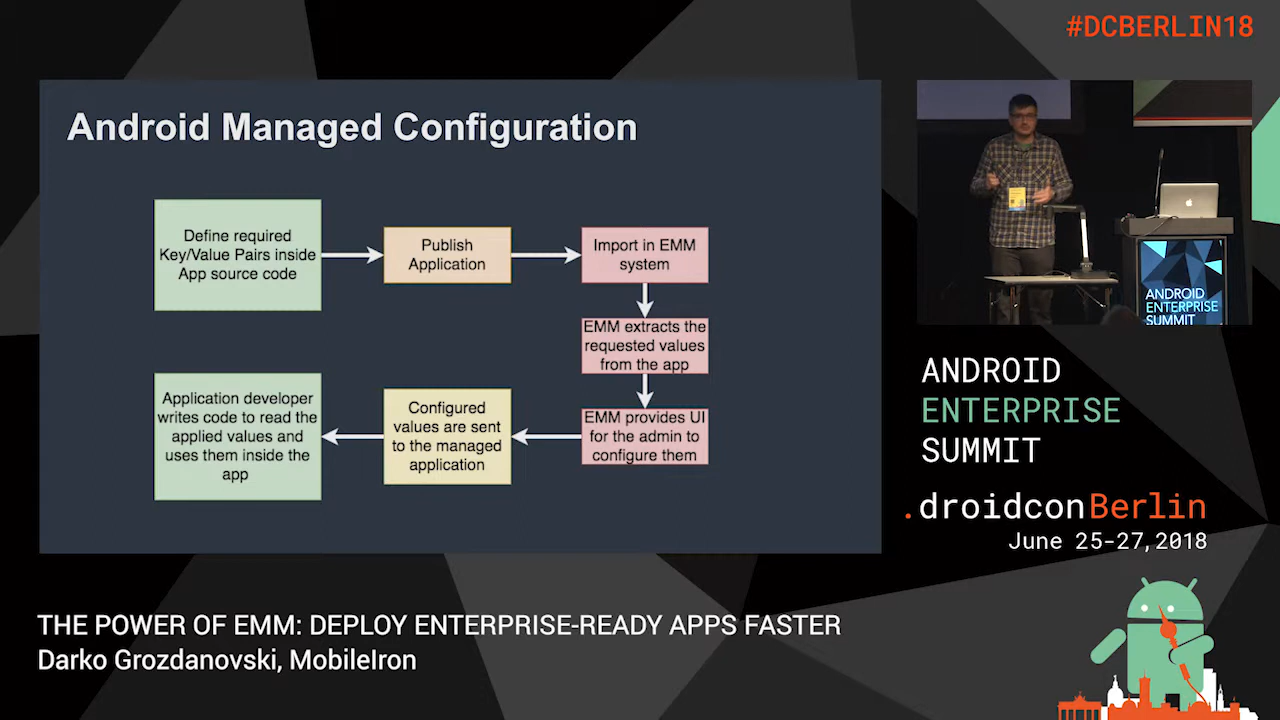 #DCBERLIN18
Android Managed Configuration
Define required
Key/Value Pairs inside
App source code
Publish
Application
Import in EMM
system
EMM extracts the
requested values
from the app
EMM provides UI
for the admin to
configure them
Configured
values are sent
to the managed
application
Application developer
writes code to read the
applied values and
uses them inside the
app
ANDROID
ENTERPRISE
SUMMIT
ANDROID
ENTERPRISE
SUMMIT
.droidconBerlin
June 25-27,2018
THE POWER OF EMM: DEPLOY ENTERPRISE-READY APPS FASTER
Darko Grozdanovski, MobileIron